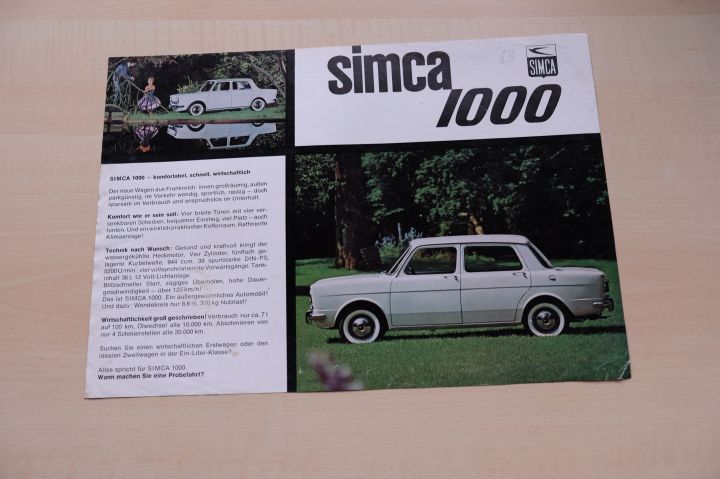 simca
1000
SIMCA
SIMCA 1000 – komfortabel, schnell, wirtschaftlich
Der neue Wagen aus Frankreich: innen großräumig, außen
parkgünstig, im Verkehr wendig, sportlich, rassig – doch
sparsam im Verbrauch und anspruchslos im Unterhalt.
Komfort wie er sein soll: Vier breite Türen mit vier ver-
senkbaren Scheiben, bequemer Einstieg, viel Platz – auch
hinten. Und ein wirklich praktischer Kofferraum. Raffinierte
Klimaanlage!
Technik nach Wunsch: Gesund und kraftvoll klingt der
wassergekühlte Heckmotor. Vier Zylinder, fünffach ge-
lagerte Kurbelwelle, 944 ccm, 39 spurtstarke DIN-PS,
5200 U/min, vier vollsynchronisierte Vorwärtsgänge. Tank-
inhalt 36 l, 12 Volt-Lichtanlage.
Blitzschneller Start, zügiges Überholen, hohe Dauer-
geschwindigkeit – über 125 km/h!
Das ist SIMCA 1000. Ein außergewöhnliches Automobil!
Und dazu: Wendekreis nur 8,6 m, 370 kg Nutzlast!
Wirtschaftlichkeit groß geschrieben! Verbrauch nur ca. 7 l
auf 100 km, Ölwechsel alle 10 000 km, Abschmieren von
nur 4 Schmierstellen alle 20.000 km.
Suchen Sie einen wirtschaftlichen Erstwagen oder den
idealen Zweitwagen in der Ein-Liter-Klasse?
Alles spricht für SIMCA 1000.
Wann machen Sie eine Probefahrt?